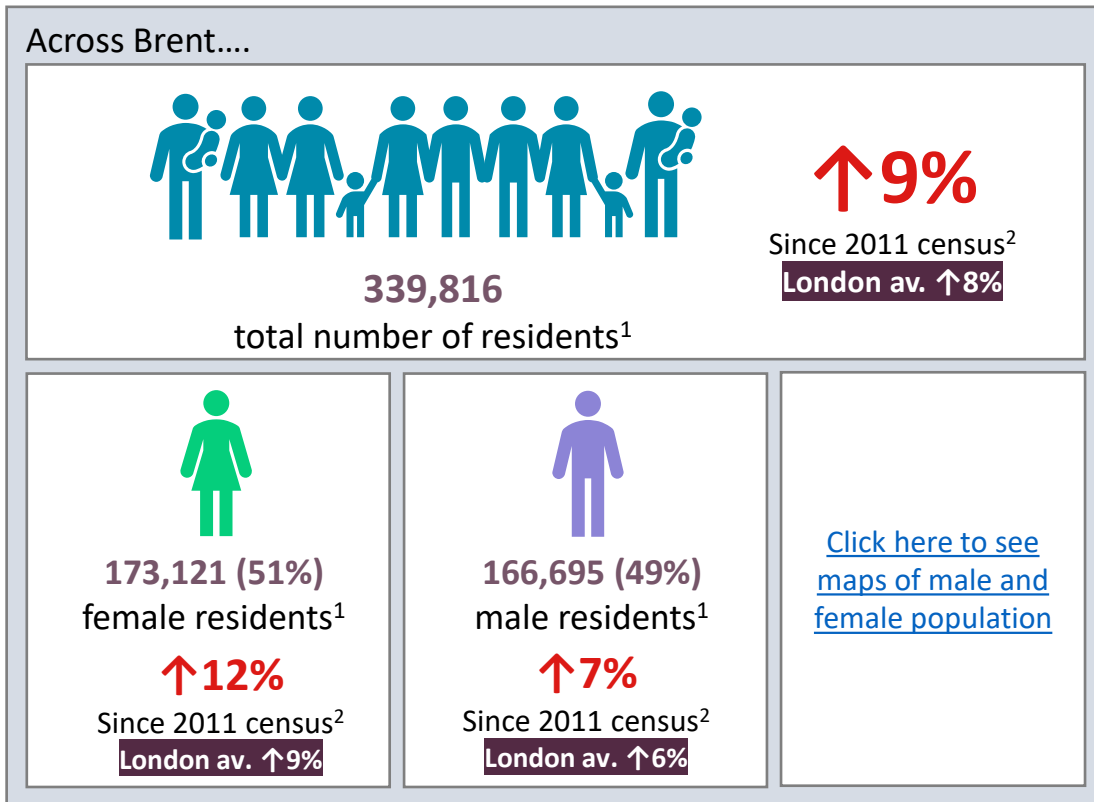 Across Brent....
339,816
total number of residents¹
↑9%
Since 2011 census²
London av. ↑8%
173,121 (51%)
female residents¹
↑12%
Since 2011 census²
London av. ↑9%
166,695 (49%)
male residents¹
↑7%
Since 2011 census²
London av. ↑6%
Click here to see
maps of male and
female population